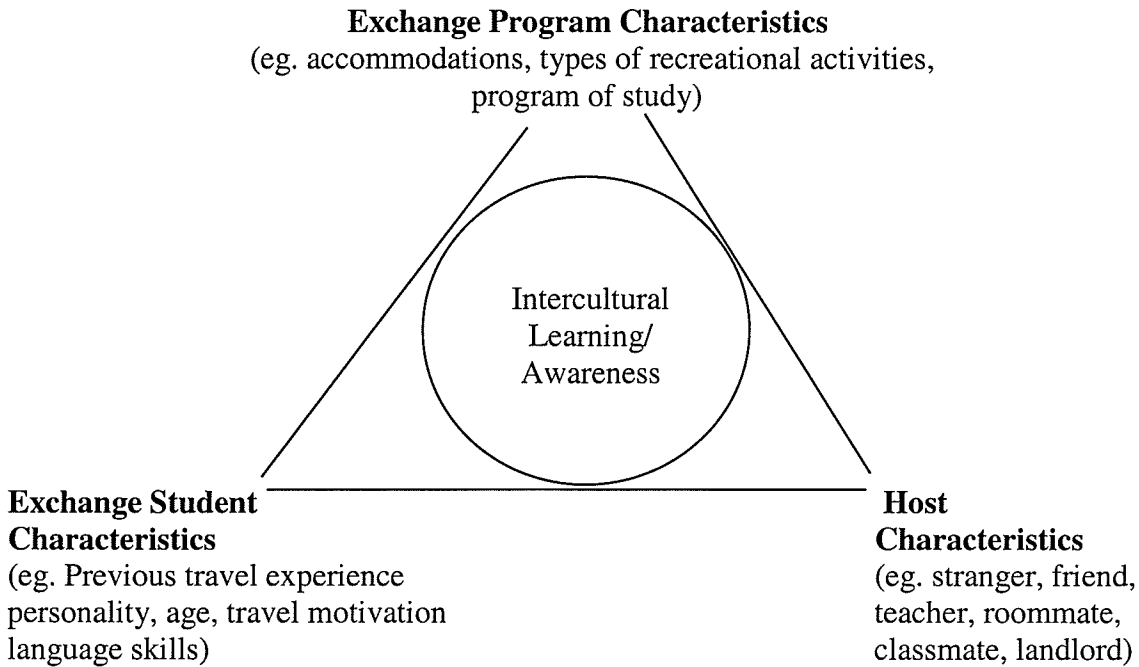 Exchange Program Characteristics
(eg. accommodations, types of recreational activities,
program of study)
Intercultural
Learning/
Awareness
Exchange Student
Characteristics
(eg. Previous travel experience
personality, age, travel motivation
language skills)
Host
Characteristics
(eg. stranger, friend,
teacher, roommate,
classmate, landlord)